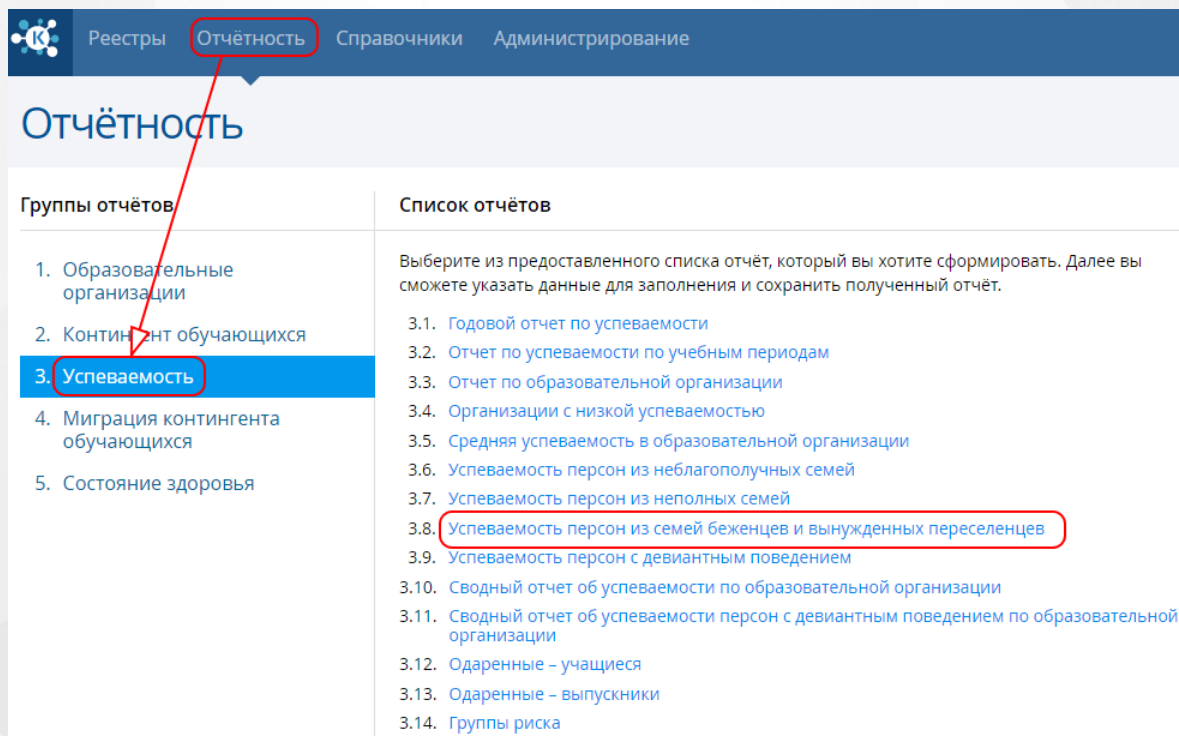 К Реестры Отчётность Справочники Администрирование
Отчётность
Группы отчётов
1. Образовательные
организации
2. Контингент обучающихся
3. Успеваемость
4. Миграция контингента
обучающихся
5. Состояние здоровья
Список отчётов
Выберите из предоставленного списка отчёт, который вы хотите сформировать. Далее вы
сможете указать данные для заполнения и сохранить полученный отчёт.
3.1. Годовой отчет по успеваемости
3.2. Отчет по успеваемости по учебным периодам
3.3. Отчет по образовательной организации
3.4. Организации с низкой успеваемостью
3.5. Средняя успеваемость в образовательной организации
3.6. Успеваемость персон из неблагополучных семей
3.7. Успеваемость персон из неполных семей
3.8. Успеваемость персон из семей беженцев и вынужденных переселенцев
3.9. Успеваемость персон с девиантным поведением
3.10. Сводный отчет об успеваемости по образовательной организации
3.11. Сводный отчет об успеваемости персон с девиантным поведением по образовательной
организации
3.12. Одаренные – учащиеся
3.13. Одаренные – выпускники
3.14. Группы риска